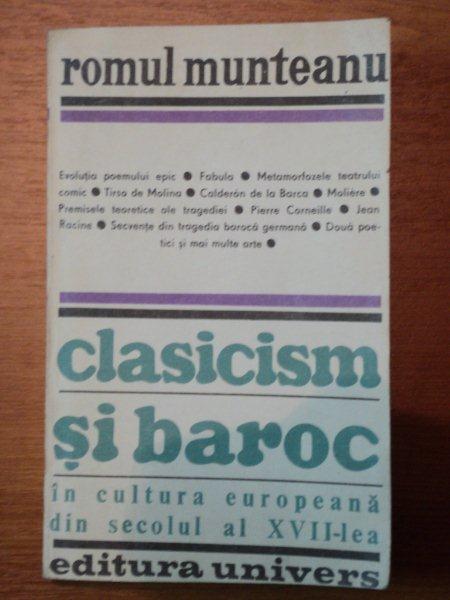 romul munteanu
Evoluția poemului epic ● Fabula ● Metamorfozele teatrului
comic ● Tirso de Molina ● Calderón de la Barca ● Molière ●
Premisele teoretice ale tragediei ● Pierre Corneille ● Jean
Racine ● Secvențe din tragedia barocă germană ● Două poe-
tici și mai multe arte ●
clasicism
și baroc
în cultura europeană
din secolul al XVII-lea
editura univers